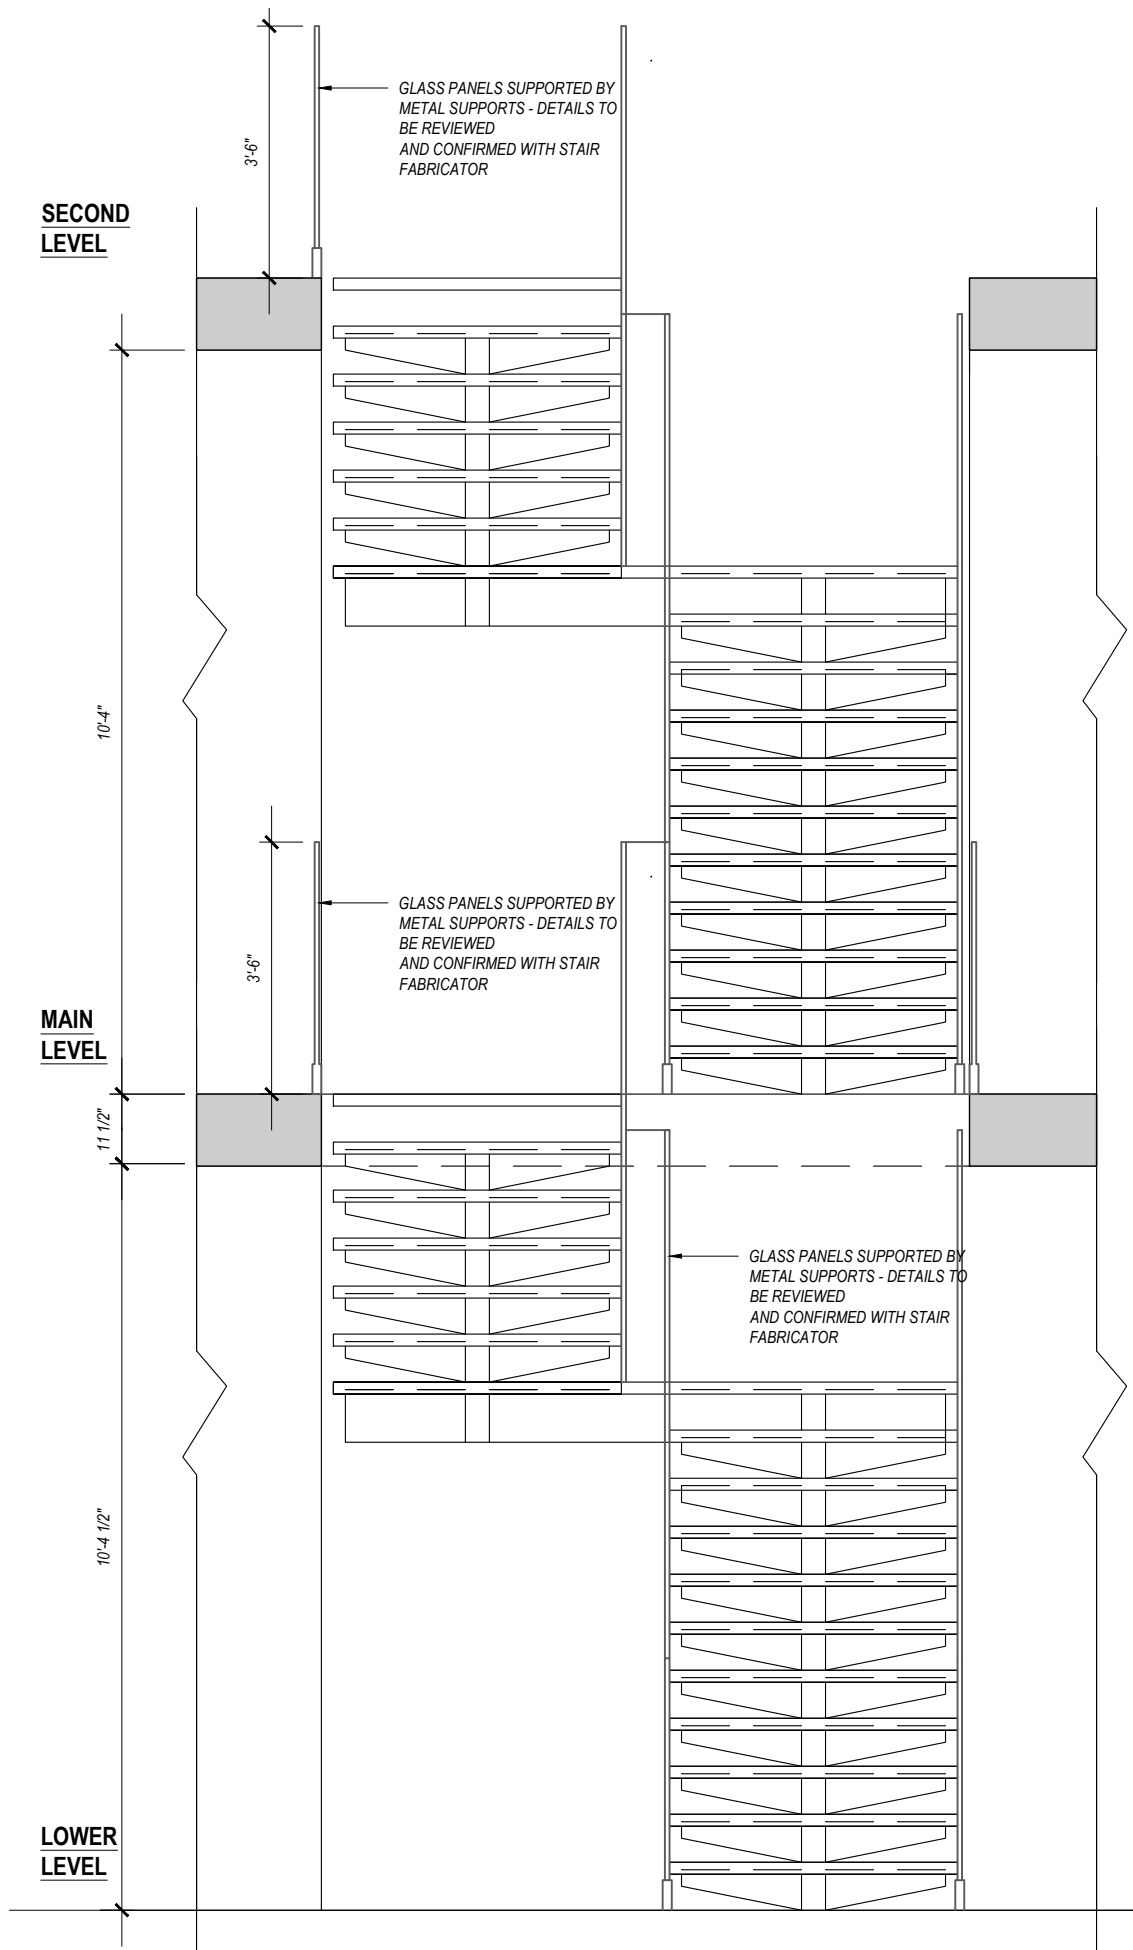 GLASS PANELS SUPPORTED BY
METAL SUPPORTS - DETAILS TO
BE REVIEWED
AND CONFIRMED WITH STAIR
FABRICATOR
3'-6"
SECOND
LEVEL
10'-4"
GLASS PANELS SUPPORTED BY
METAL SUPPORTS - DETAILS TO
BE REVIEWED
AND CONFIRMED WITH STAIR
FABRICATOR
3'-6"
MAIN
LEVEL
11 1/2"
GLASS PANELS SUPPORTED BY
METAL SUPPORTS - DETAILS TO
BE REVIEWED
AND CONFIRMED WITH STAIR
FABRICATOR
10'-4 1/2"
LOWER
LEVEL